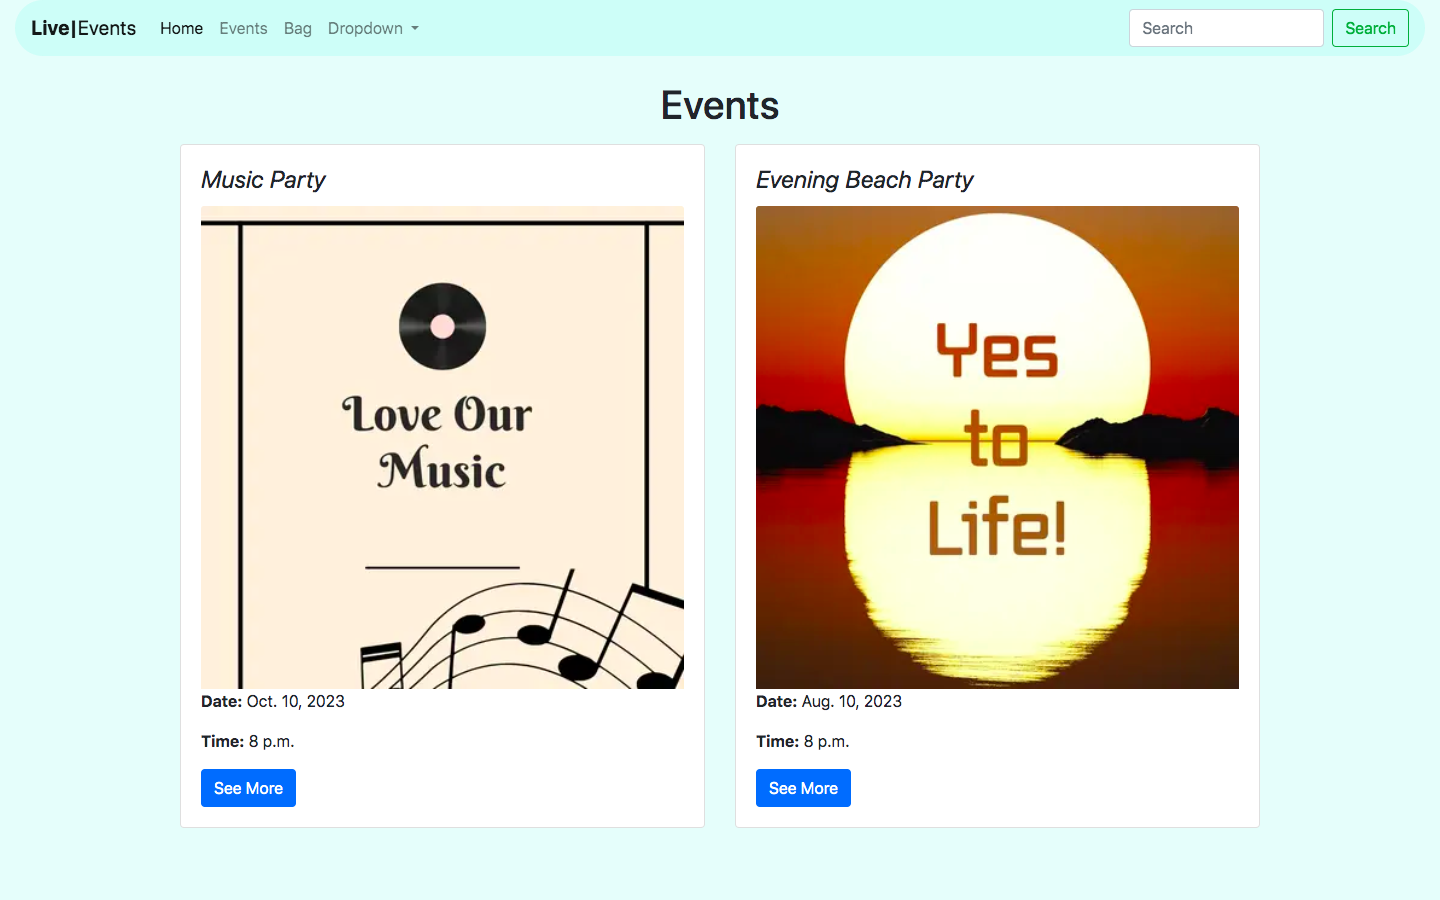 Live|Events Home Events Bag Dropdown Search Search
Events
Music Party
Love Our
Music
Date: Oct. 10, 2023
Time: 8 p.m.
See More
Evening Beach Party
Yes
to
Life!
Date: Aug. 10, 2023
Time: 8 p.m.
See More